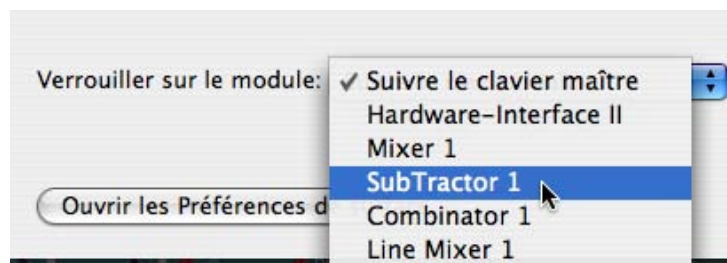 Verrouiller sur le module: ✓ Suivre le clavier maître
Hardware-Interface II
Mixer 1
SubTractor 1
Ouvrir les Préférences d
Combinator 1
Line Mixer 1